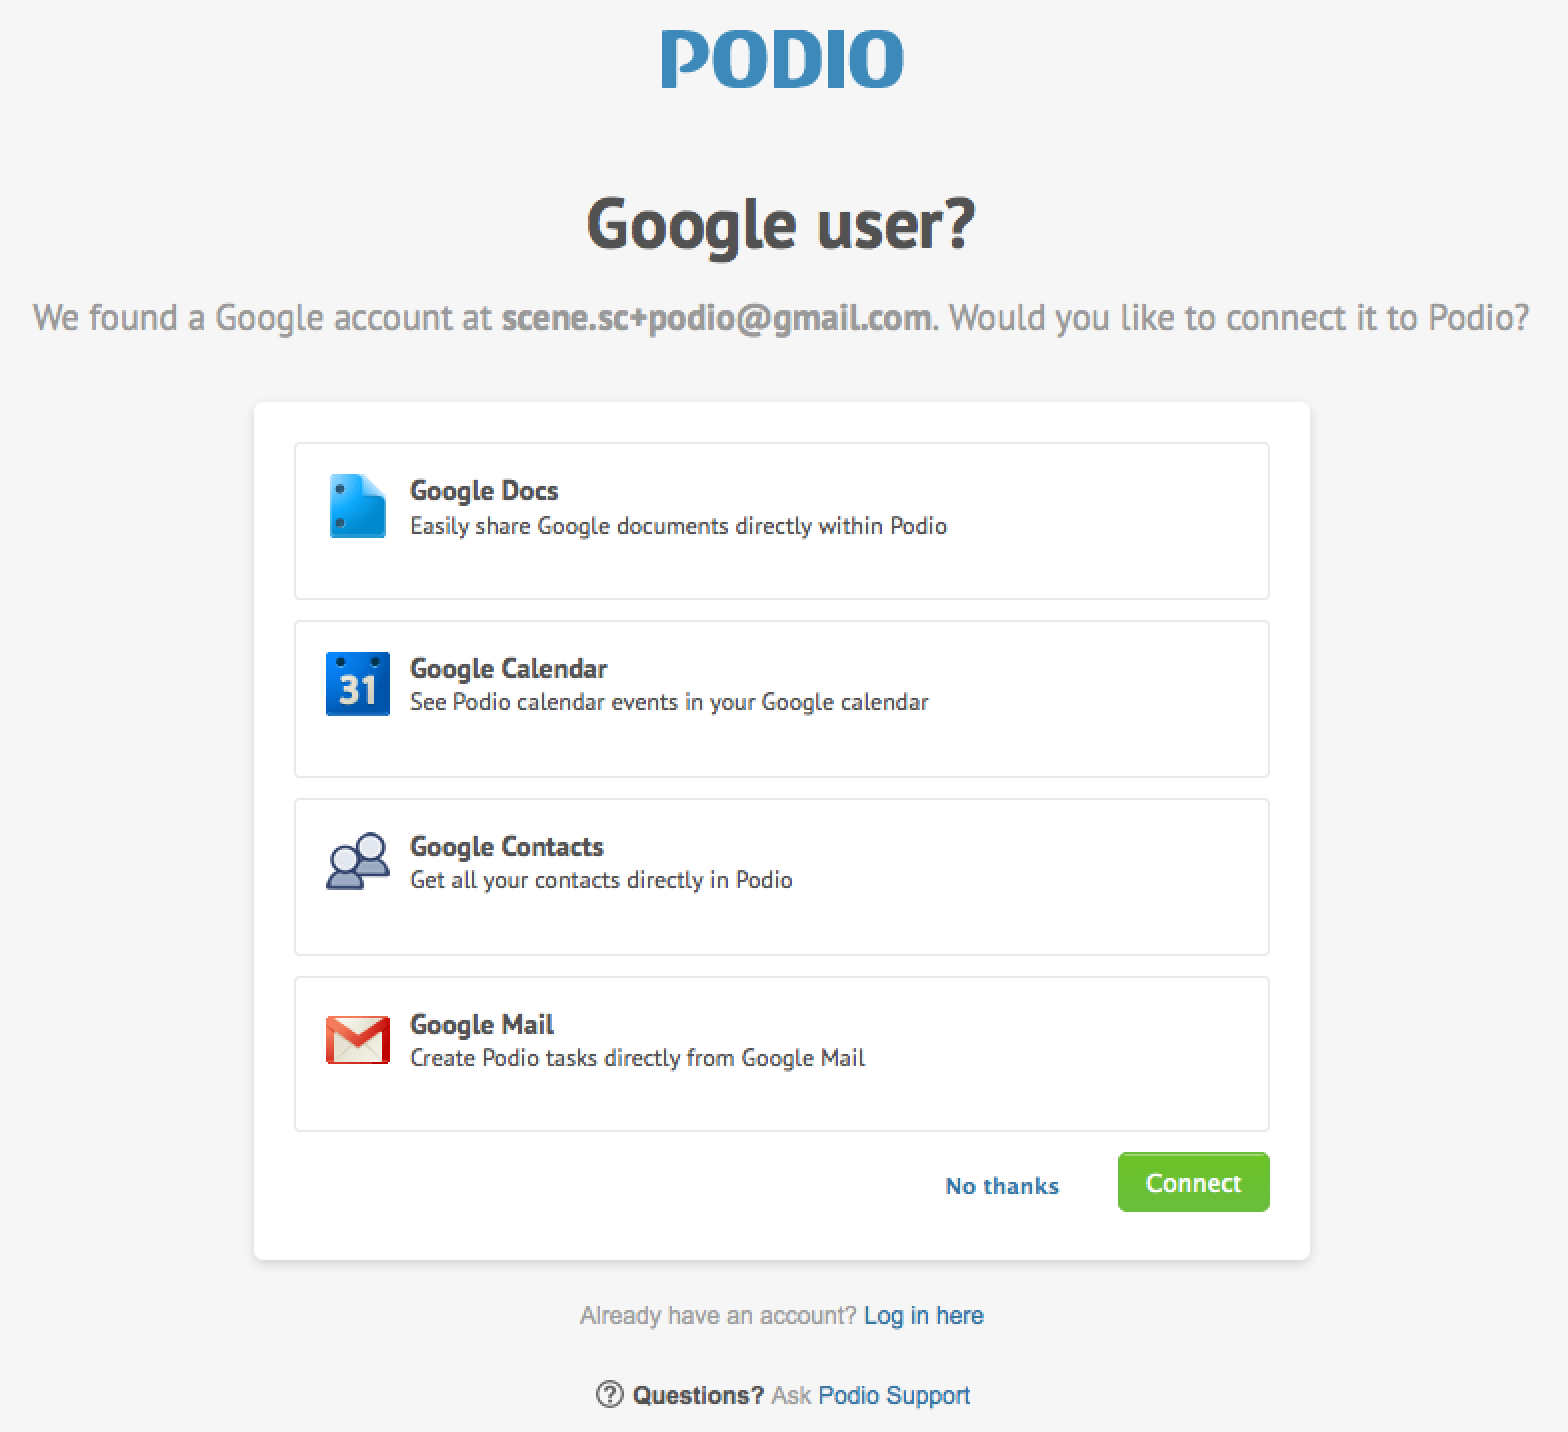 PODIO
Google user?
We found a Google account at scene.sc+podio@gmail.com. Would you like to connect it to Podio?
Google Docs
Easily share Google documents directly within Podio
31
Google Calendar
See Podio calendar events in your Google calendar
Google Contacts
Get all your contacts directly in Podio
Google Mail
Create Podio tasks directly from Google Mail
No thanks
Connect
Already have an account? Log in here
? Questions? Ask Podio Support